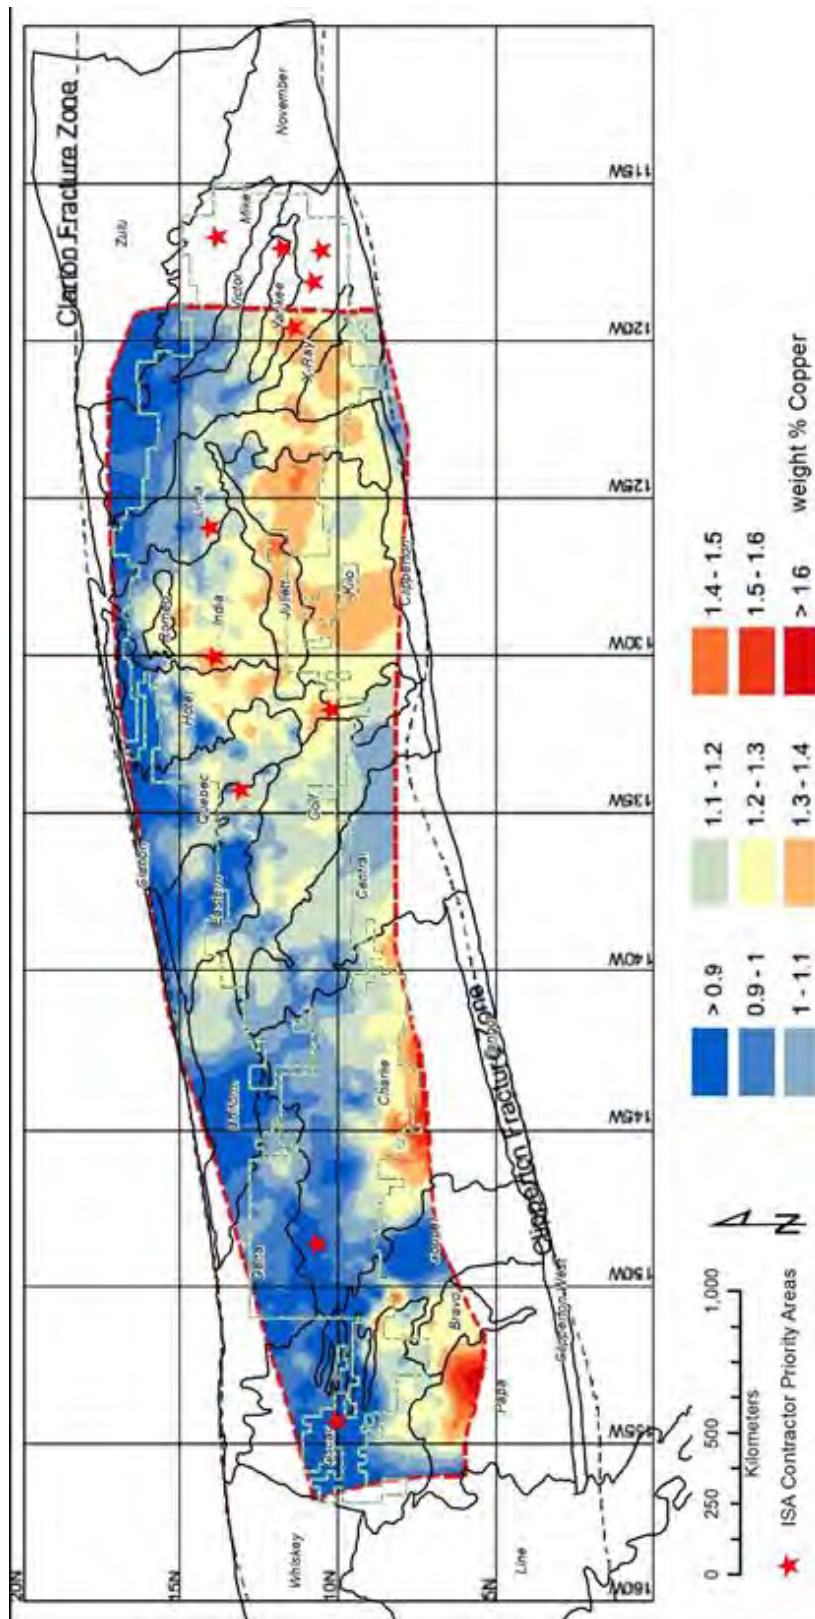 Clarion Fracture Zone
Zulu
November
Mike
Victor
Yankee
X-Ray
Lima
Romeo
India
Juliett
Kilo
Clipperton
Hotel
Quebec
Golf
Clarion
Eastern
Central
Charlie
Delta
Bravo
Papa
Clipperton West
Clipperton Fracture Zone
Whiskey
Line
20N
15N
10N
5N
160W
155W
150W
145W
140W
135W
130W
125W
120W
115W
0 250 500 1,000
Kilometers
N
ISA Contractor Priority Areas
> 0.9
0.9 - 1
1 - 1.1
1.1 - 1.2
1.2 - 1.3
1.3 - 1.4
1.4 - 1.5
1.5 - 1.6
> 16
weight % Copper